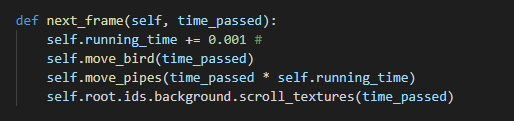 def next_frame(self, time_passed):
    self.running_time += 0.001 #
    self.move_bird(time_passed)
    self.move_pipes(time_passed * self.running_time)
    self.root.ids.background.scroll_textures(time_passed)